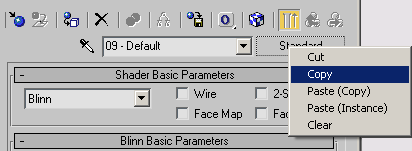 09 - Default
Standard
Cut
Copy
Paste (Copy)
Paste (Instance)
Clear
- Shader Basic Parameters
Blinn
Wire
2-S
Face Map
Fac
- Blinn Basic Parameters